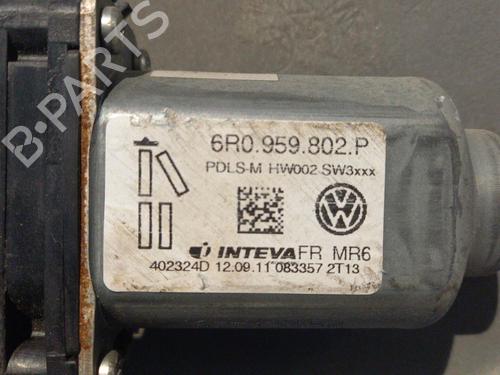 B-PARTS
6R0.959.802.P
PDLS-M HW002 SW3xxx
INTEVA FR MR6
402324D 12.09.11 083357 2T13